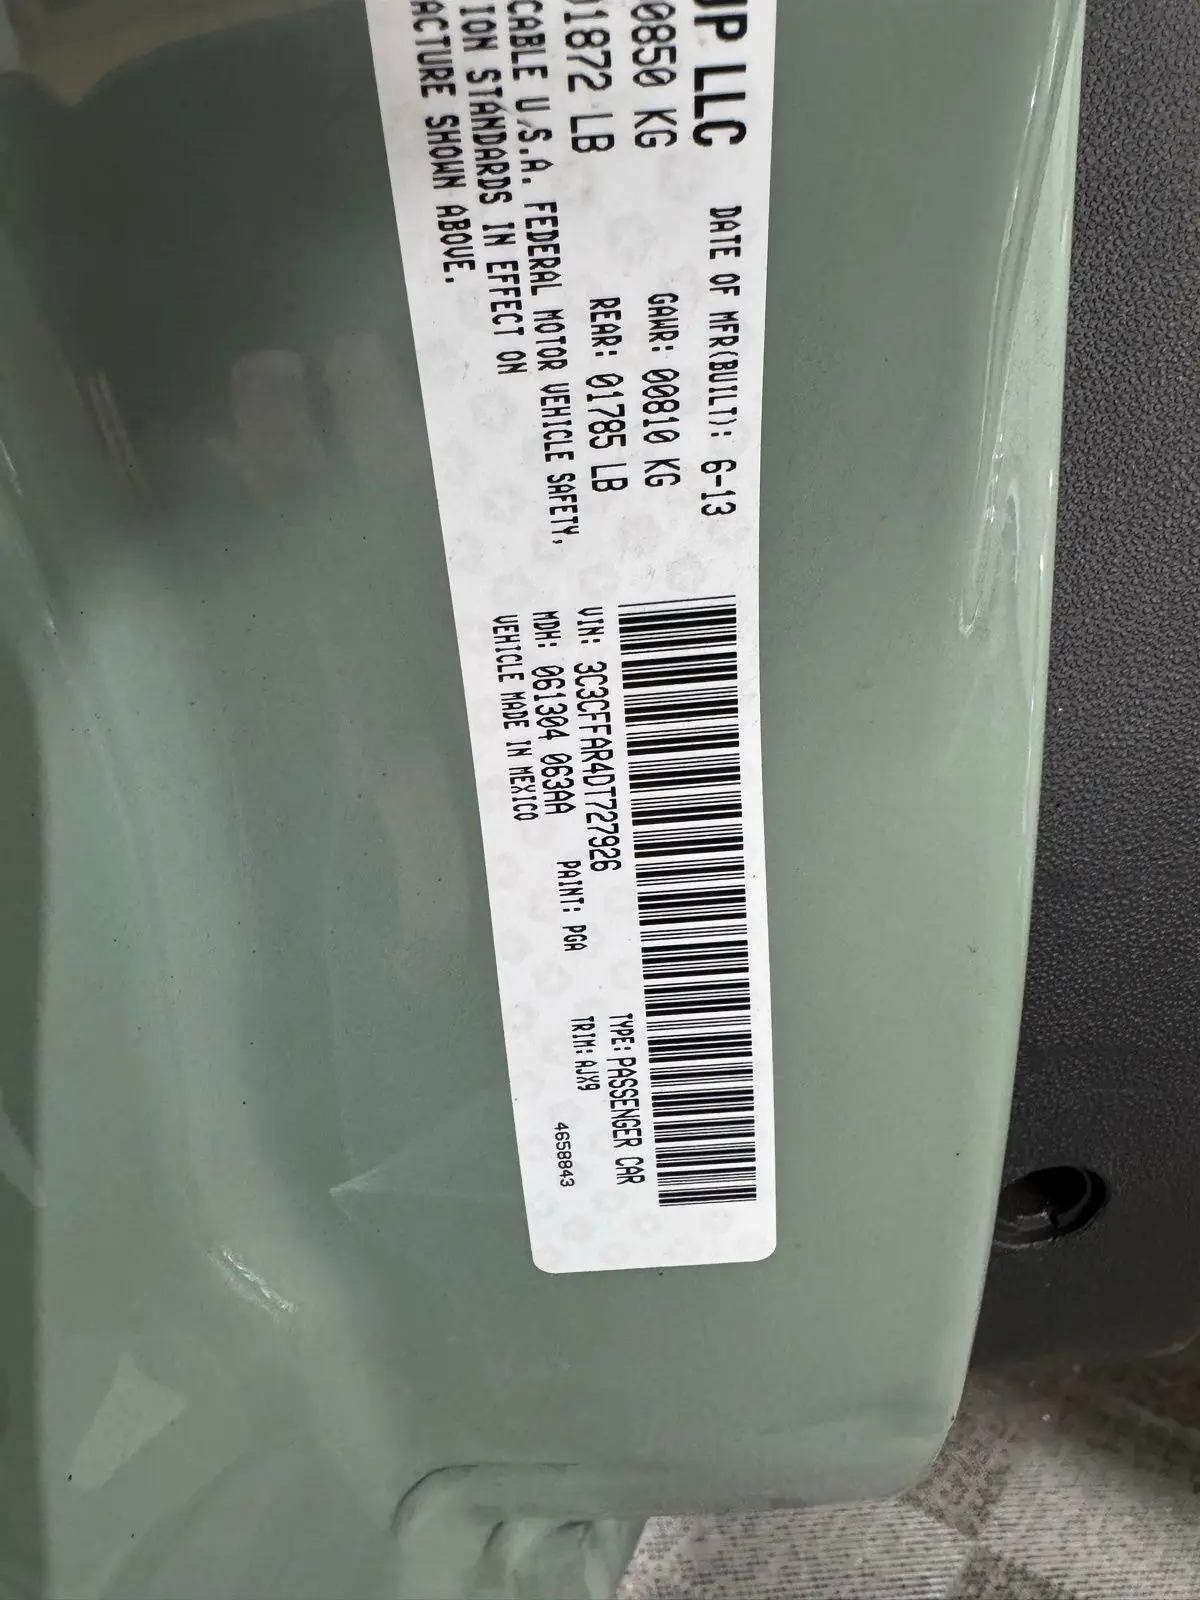 UP LLC DATE OF MFR(BUILT): 6-13
0850 KG GAWR: 00810 KG
01872 LB REAR: 01785 LB
CABLE U.S.A. FEDERAL MOTOR VEHICLE SAFETY,
ION STANDARDS IN EFFECT ON
ACTURE SHOWN ABOVE.
VIN: 3C3CFFAR4DT727926 TYPE: PASSENGER CAR
MDH: 061304 063AA PAINT: PGA TRIM: AJX9
VEHICLE MADE IN MEXICO 4658843